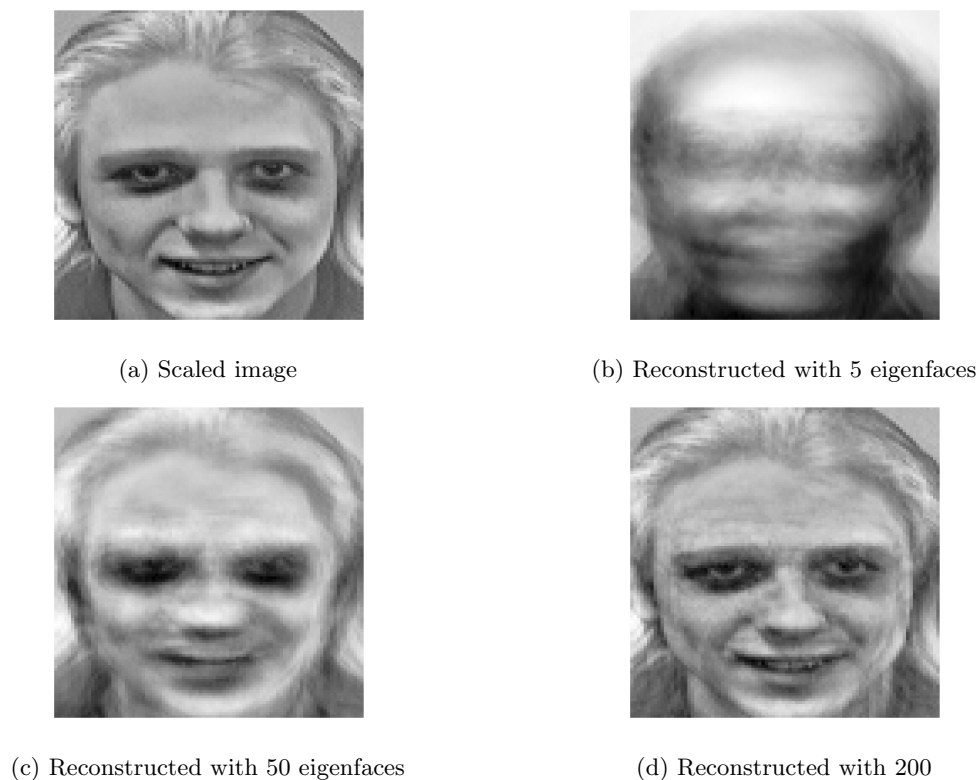 (a) Scaled image
(b) Reconstructed with 5 eigenfaces
(c) Reconstructed with 50 eigenfaces
(d) Reconstructed with 200